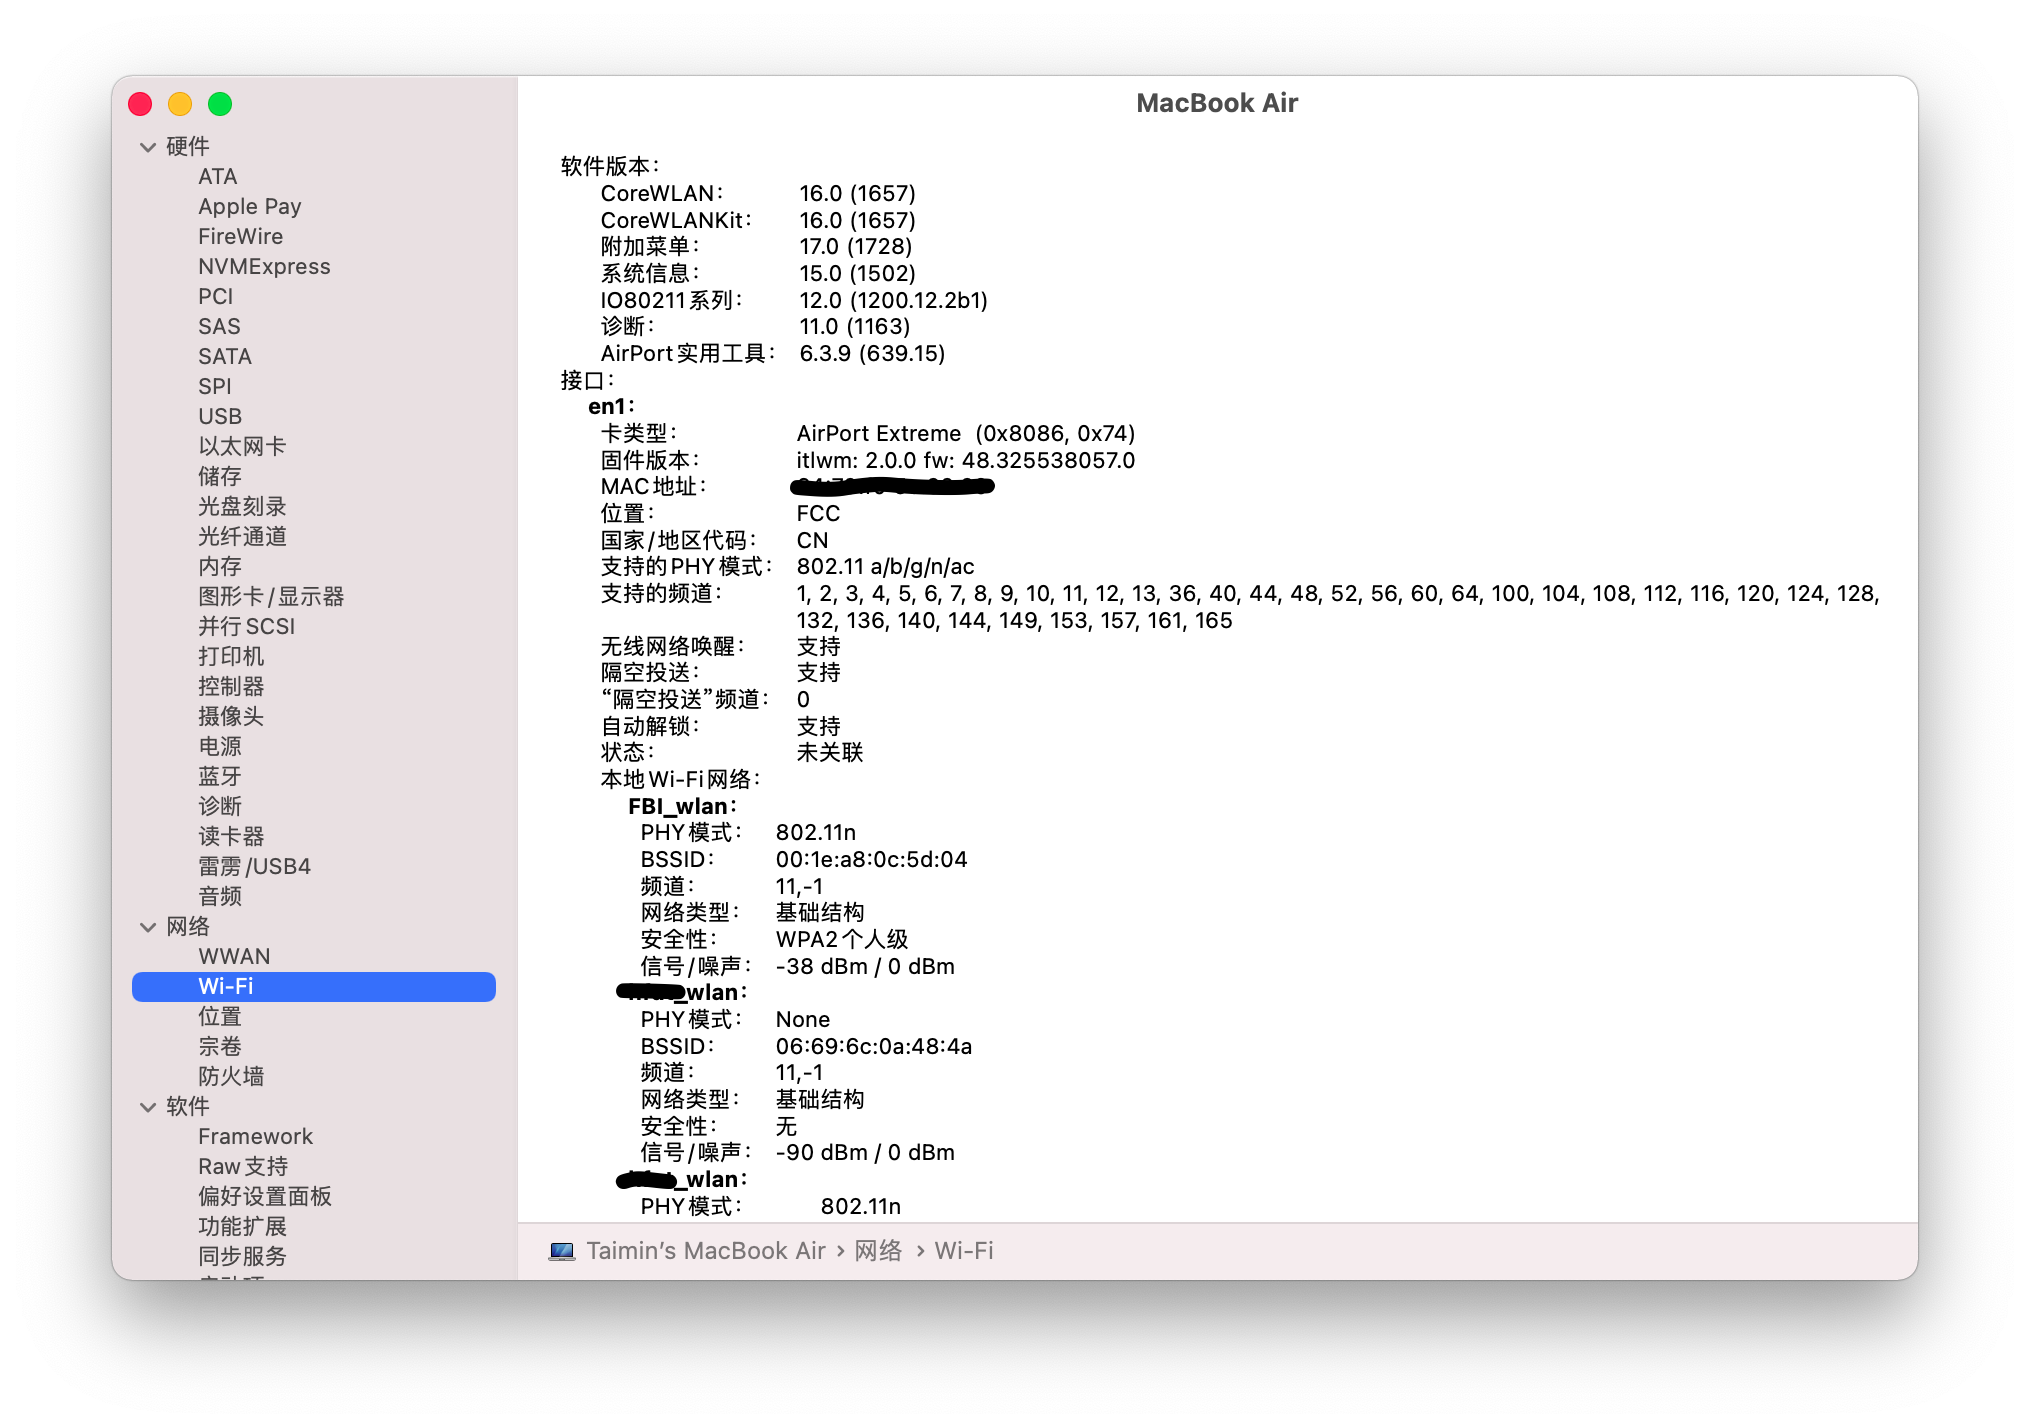 MacBook Air
硬件
ATA
Apple Pay
FireWire
NVMExpress
PCI
SAS
SATA
SPI
USB
以太网卡
储存
光盘刻录
光纤通道
内存
图形卡/显示器
并行SCSI
打印机
控制器
摄像头
电源
蓝牙
诊断
读卡器
雷雳/USB4
音频
网络
WWAN
Wi-Fi
位置
宗卷
防火墙
软件
Framework
Raw支持
偏好设置面板
功能扩展
同步服务
软件版本：
CoreWLAN： 16.0 (1657)
CoreWLANKit： 16.0 (1657)
附加菜单： 17.0 (1728)
系统信息： 15.0 (1502)
IO80211系列： 12.0 (1200.12.2b1)
诊断： 11.0 (1163)
AirPort实用工具： 6.3.9 (639.15)
接口：
en1：
卡类型： AirPort Extreme (0x8086, 0x74)
固件版本： itlwm: 2.0.0 fw: 48.325538057.0
MAC地址：
位置： FCC
国家/地区代码： CN
支持的PHY模式： 802.11 a/b/g/n/ac
支持的频道： 1, 2, 3, 4, 5, 6, 7, 8, 9, 10, 11, 12, 13, 36, 40, 44, 48, 52, 56, 60, 64, 100, 104, 108, 112, 116, 120, 124, 128,
132, 136, 140, 144, 149, 153, 157, 161, 165
无线网络唤醒： 支持
隔空投送： 支持
“隔空投送”频道： 0
自动解锁： 支持
状态： 未关联
本地Wi-Fi网络：
FBI_wlan：
PHY模式： 802.11n
BSSID： 00:1e:a8:0c:5d:04
频道： 11,-1
网络类型： 基础结构
安全性： WPA2个人级
信号/噪声： -38 dBm / 0 dBm
_wlan：
PHY模式： None
BSSID： 06:69:6c:0a:48:4a
频道： 11,-1
网络类型： 基础结构
安全性： 无
信号/噪声： -90 dBm / 0 dBm
_wlan：
PHY模式： 802.11n
Taimin’s MacBook Air › 网络 › Wi-Fi